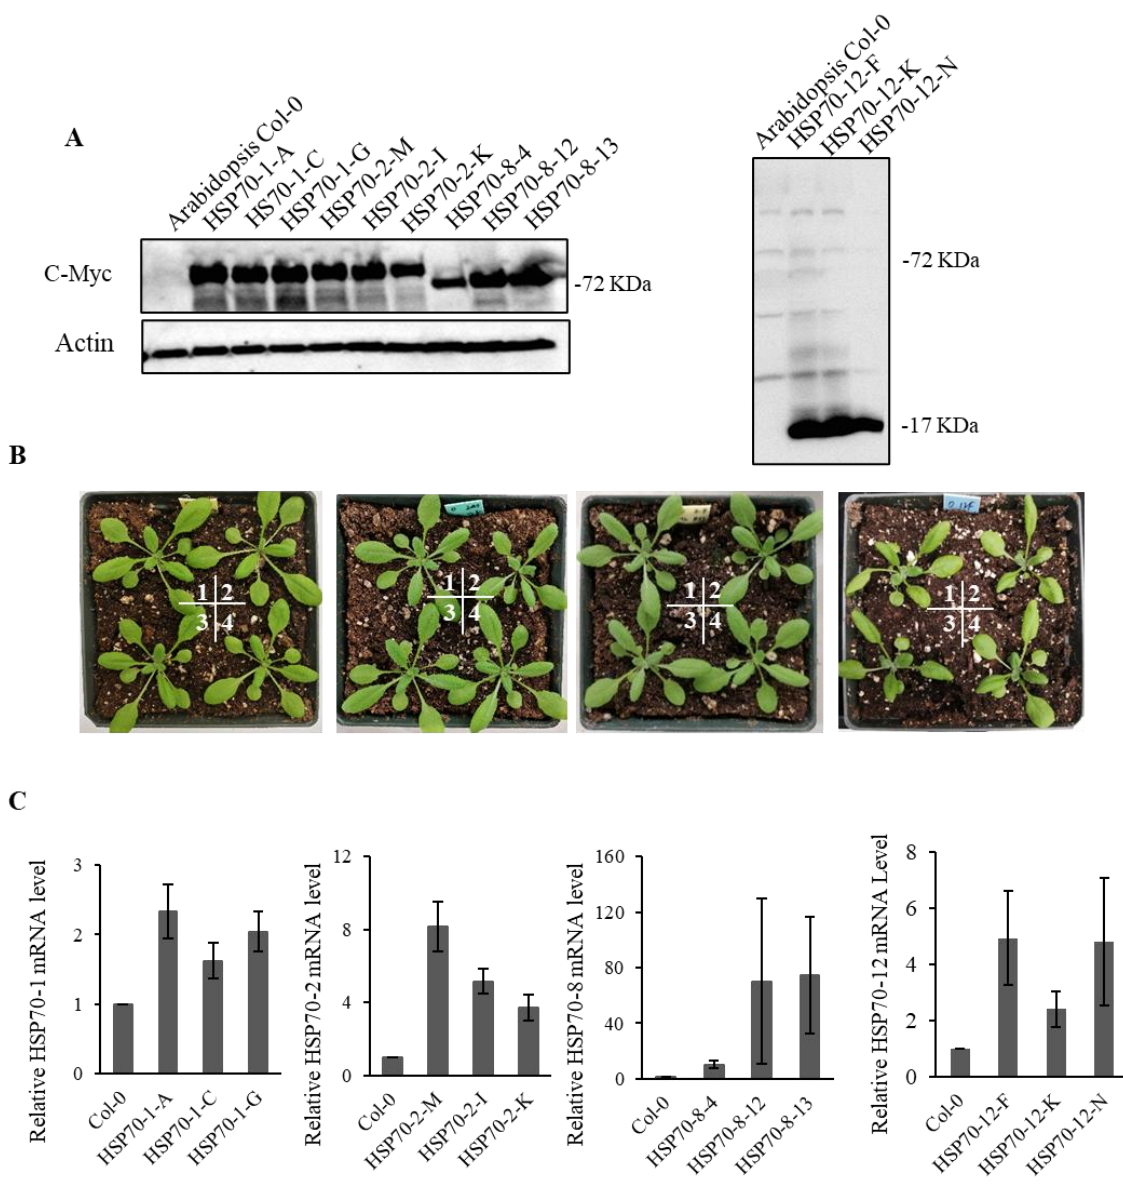 A
Arabidopsis Col-0
HSP70-1-A
HS70-1-C
HSP70-1-G
HSP70-2-M
HSP70-2-I
HSP70-2-K
HSP70-8-4
HSP70-8-12
HSP70-8-13
C-Myc
-72 KDa
Actin
Arabidopsis Col-0
HSP70-12-F
HSP70-12-K
HSP70-12-N
-72 KDa
-17 KDa
B
1 2
3 4
1 2
3 4
1 2
3 4
1 2
3 4
C
Relative HSP70-1 mRNA level
3
2
1
0
Col-0
HSP70-1-A
HSP70-1-C
HSP70-1-G
Relative HSP70-2 mRNA level
12
8
4
0
Col-0
HSP70-2-M
HSP70-2-I
HSP70-2-K
Relative HSP70-8 mRNA level
160
120
80
40
0
Col-0
HSP70-8-4
HSP70-8-12
HSP70-8-13
Relative HSP70-12 mRNA Level
8
6
4
2
0
Col-0
HSP70-12-F
HSP70-12-K
HSP70-12-N